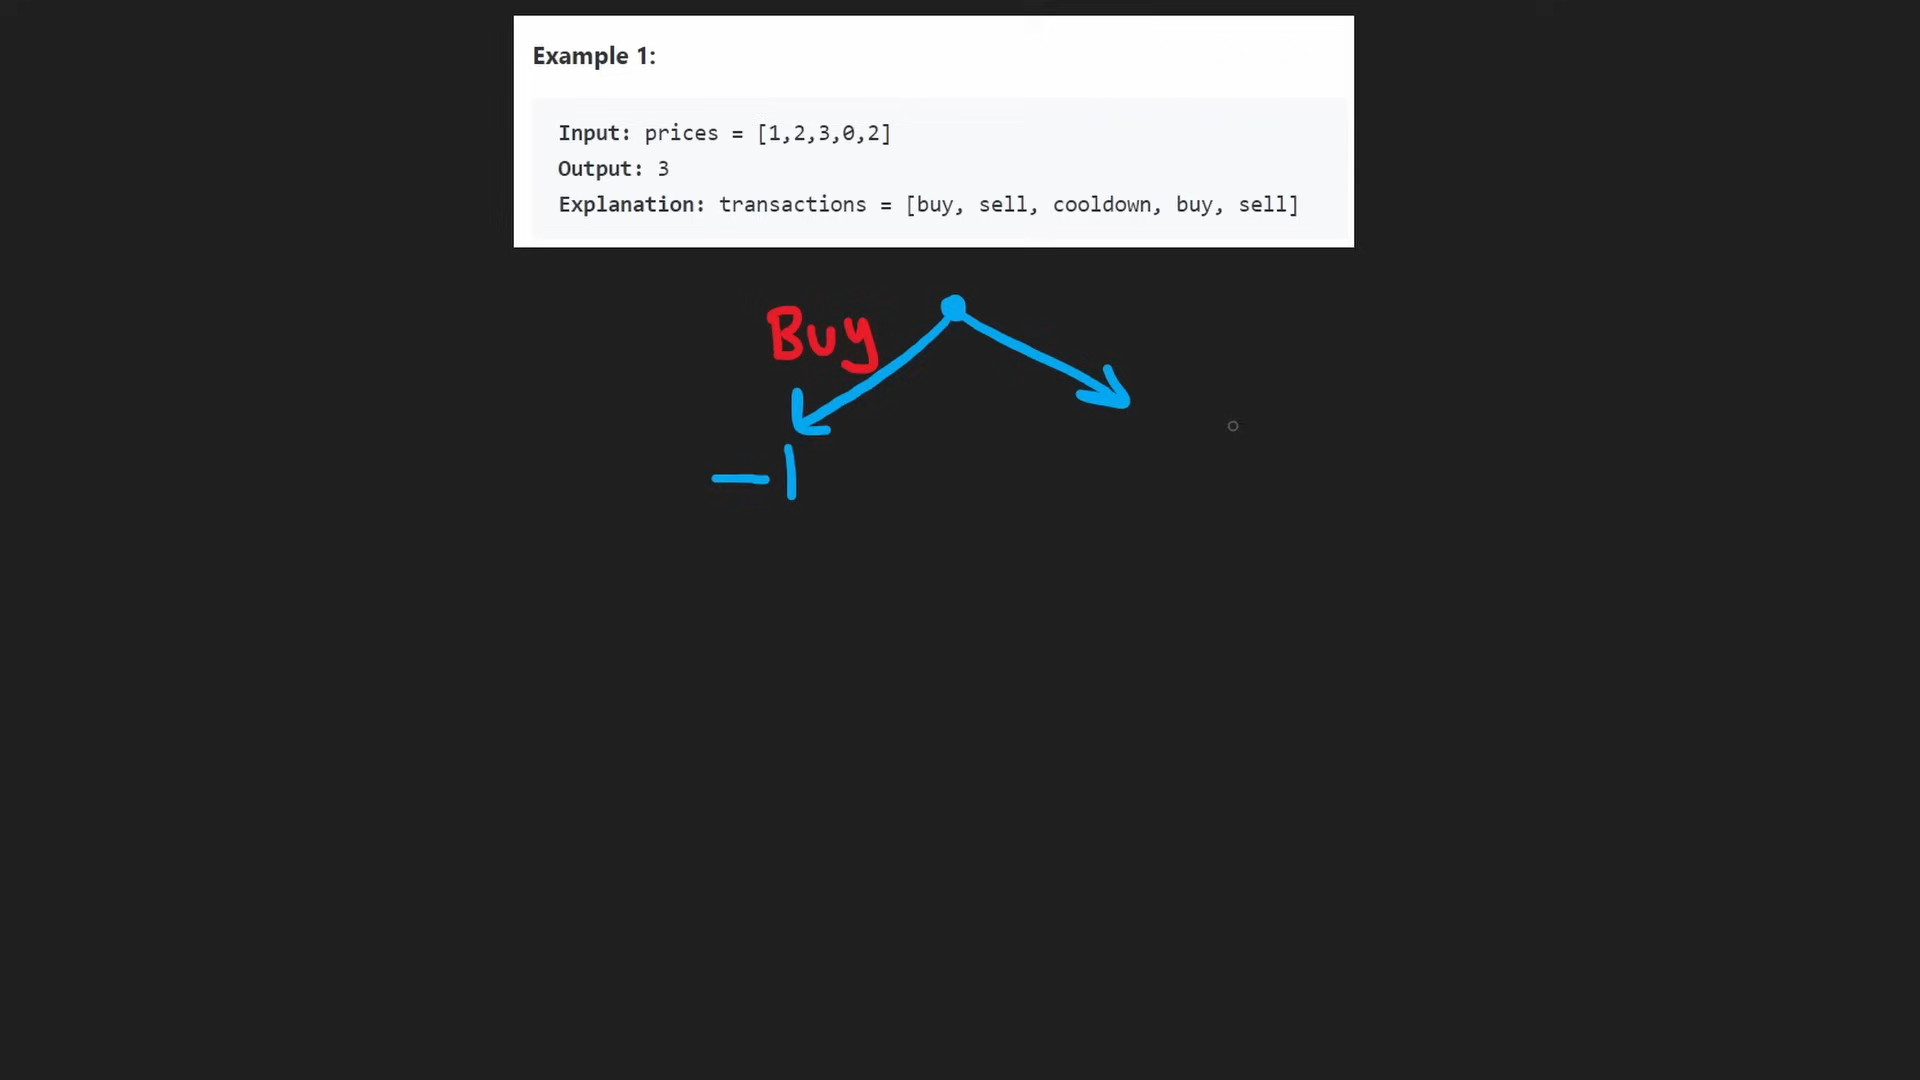 Example 1:
Input: prices = [1,2,3,0,2]
Output: 3
Explanation: transactions = [buy, sell, cooldown, buy, sell]
Buy
-1